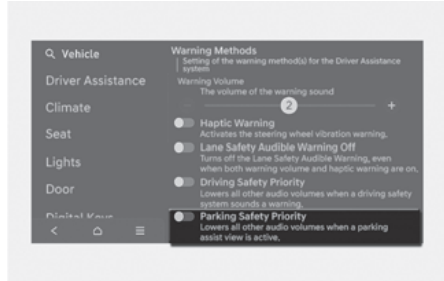 Vehicle
Driver Assistance
Climate
Seat
Lights
Door
Digital Keys
Warning Methods
Setting of the warning method(s) for the Driver Assistance
system
Warning Volume
The volume of the warning sound
2
+
Haptic Warning
Activates the steering wheel vibration warning.
Lane Safety Audible Warning Off
Turns off the Lane Safety Audible Warning, even
when both warning volume and haptic warning are on.
Driving Safety Priority
Lowers all other audio volumes when a driving safety
system sounds a warning.
Parking Safety Priority
Lowers all other audio volumes when a parking
assist view is active.